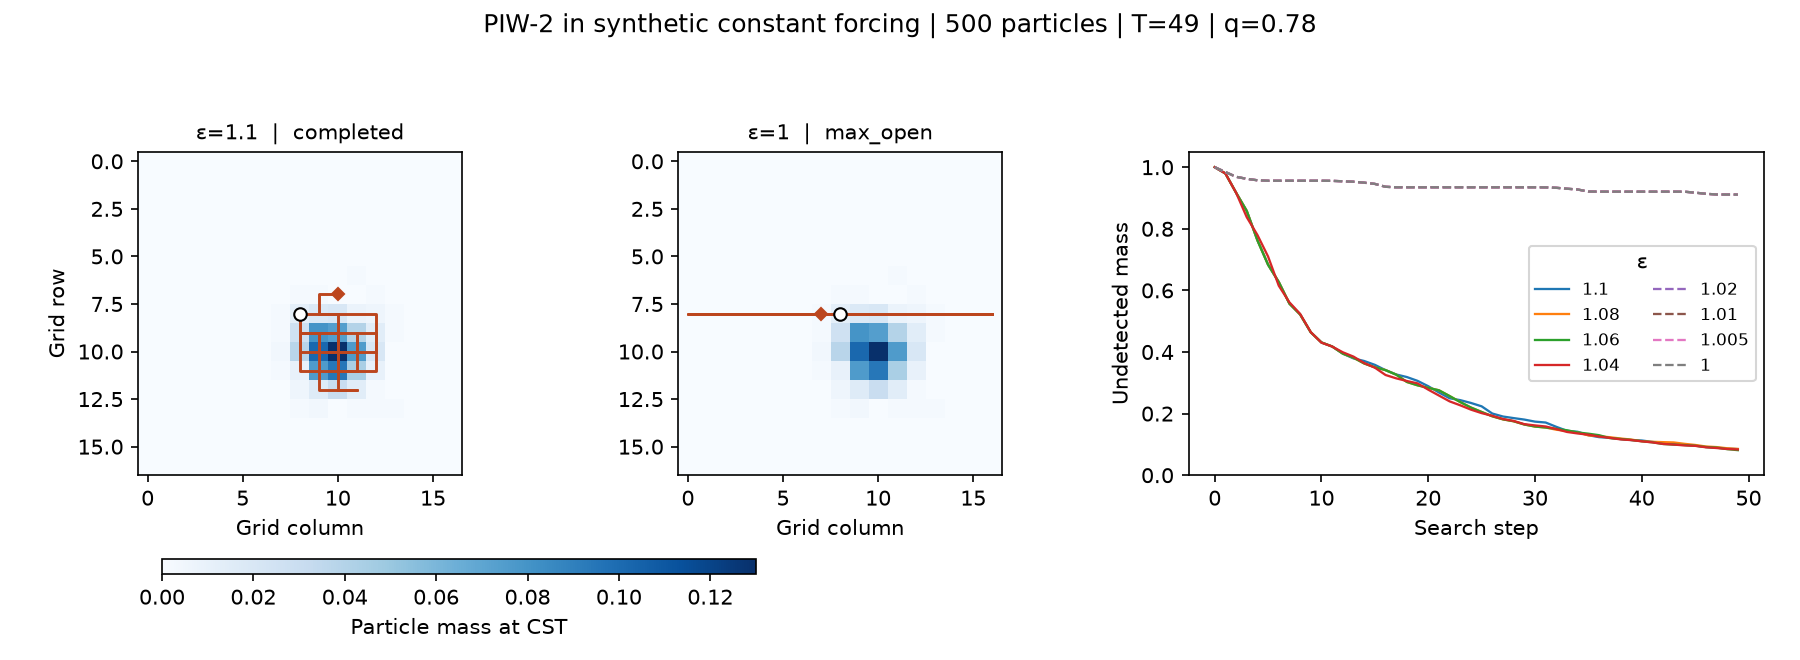 PIW-2 in synthetic constant forcing | 500 particles | T=49 | q=0.78
ε=1.1 | completed
0.0
2.5
5.0
7.5
10.0
12.5
15.0
Grid row
0 5 10 15
Grid column
ε=1 | max_open
0.0
2.5
5.0
7.5
10.0
12.5
15.0
0 5 10 15
Grid column
1.0
0.8
0.6
0.4
0.2
0.0
Undetected mass
ε
1.1 1.02
1.08 1.01
1.06 1.005
1.04 1
0 10 20 30 40 50
Search step
0.00 0.02 0.04 0.06 0.08 0.10 0.12
Particle mass at CST